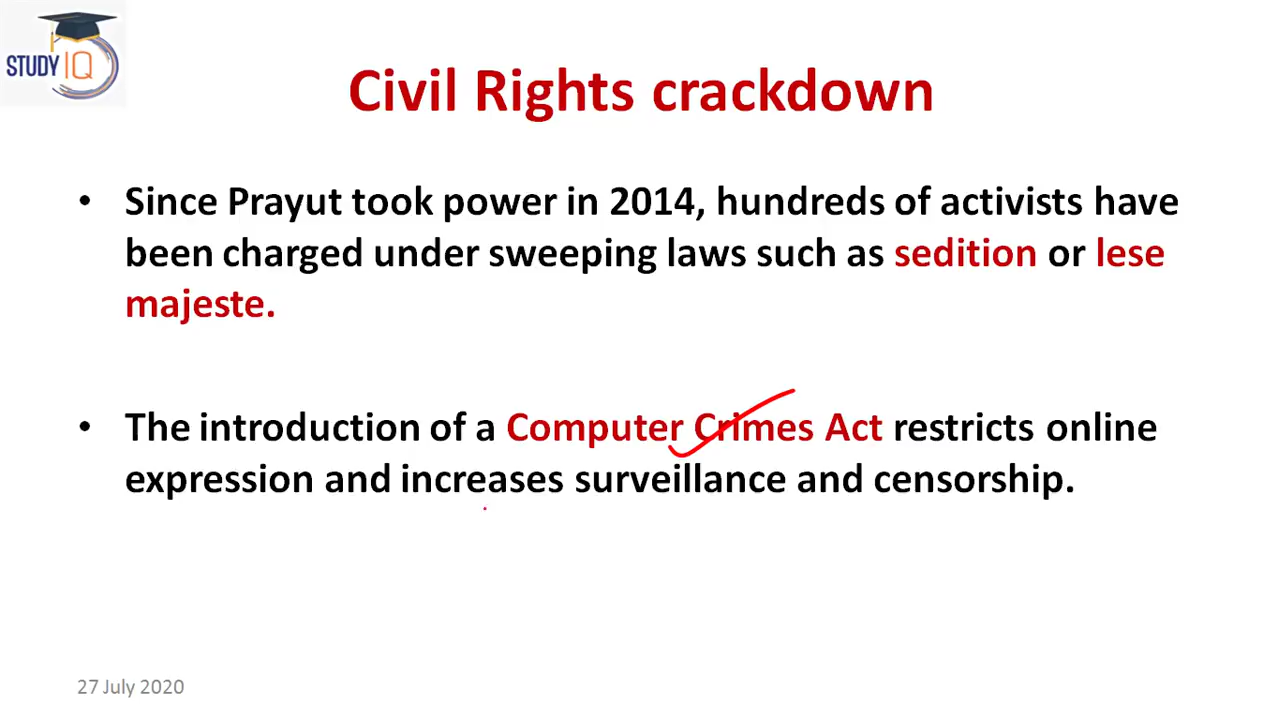 STUDY IQ
Civil Rights crackdown
• Since Prayut took power in 2014, hundreds of activists have
been charged under sweeping laws such as sedition or lese
majeste.
• The introduction of a Computer Crimes Act restricts online
expression and increases surveillance and censorship.
27 July 2020